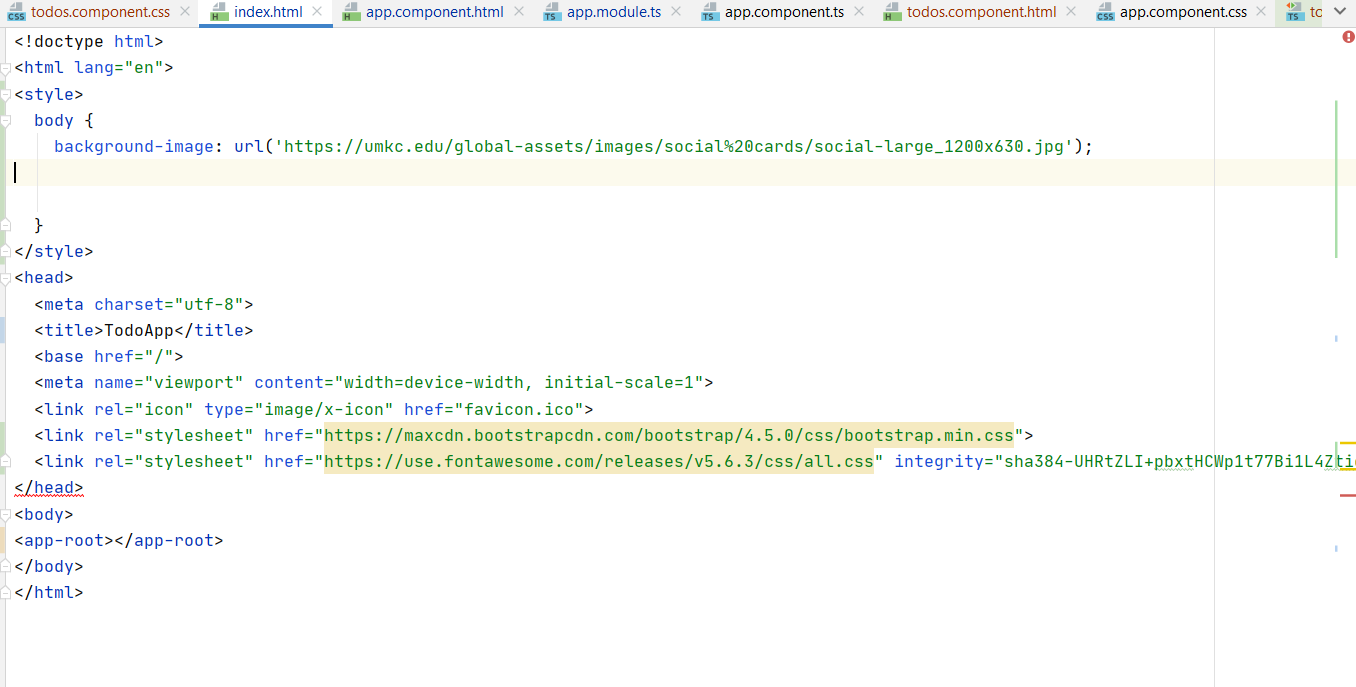 todos.component.css index.html app.component.html app.module.ts app.component.ts todos.component.html app.component.css to
<!doctype html>
<html lang="en">
<style>
  body {
    background-image: url('https://umkc.edu/global-assets/images/social%20cards/social-large_1200x630.jpg');
  }
</style>
<head>
  <meta charset="utf-8">
  <title>TodoApp</title>
  <base href="/">
  <meta name="viewport" content="width=device-width, initial-scale=1">
  <link rel="icon" type="image/x-icon" href="favicon.ico">
  <link rel="stylesheet" href="https://maxcdn.bootstrapcdn.com/bootstrap/4.5.0/css/bootstrap.min.css">
  <link rel="stylesheet" href="https://use.fontawesome.com/releases/v5.6.3/css/all.css" integrity="sha384-UHRtZLI+pbxtHCWp1t77Bi1L4Zti
</head>
<body>
<app-root></app-root>
</body>
</html>